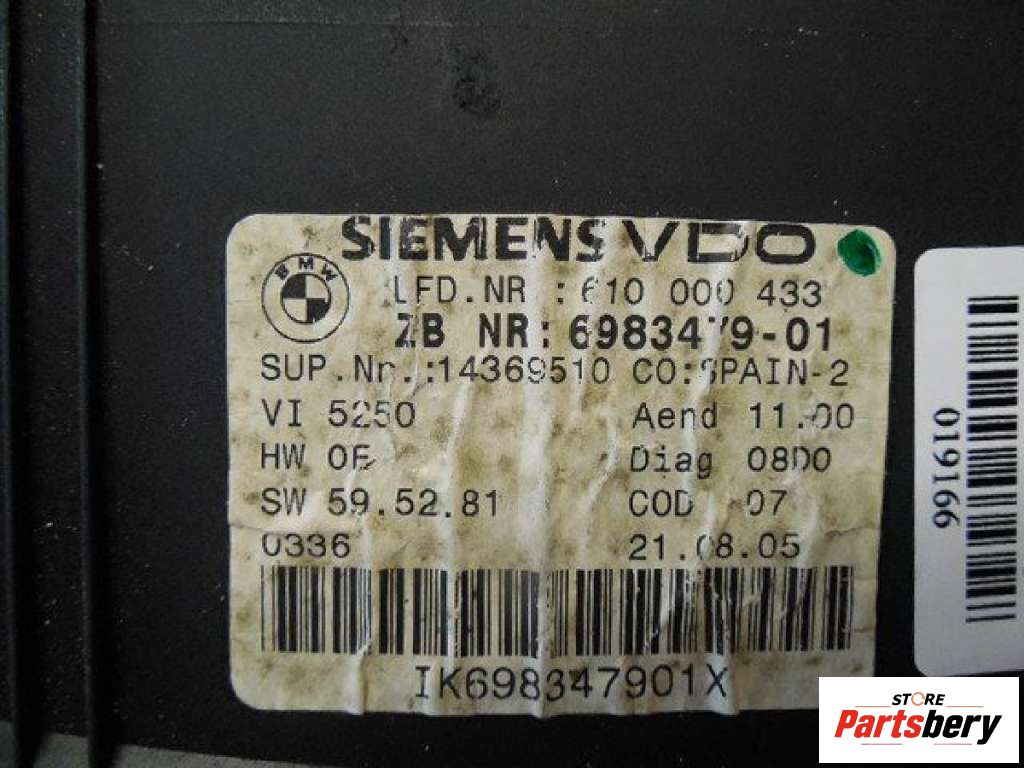 SIEMENS VDO
BMW
LFD.NR : 610 000 433
ZB NR: 6983479-01
SUP.Nr.:14369510 CO:SPAIN-2
VI 5250 Aend 11.00
HW 0E Diag 08D0
SW 59.52.81 COD 07
0336 21.08.05
IK698347901X
019166
STORE
Partsbery